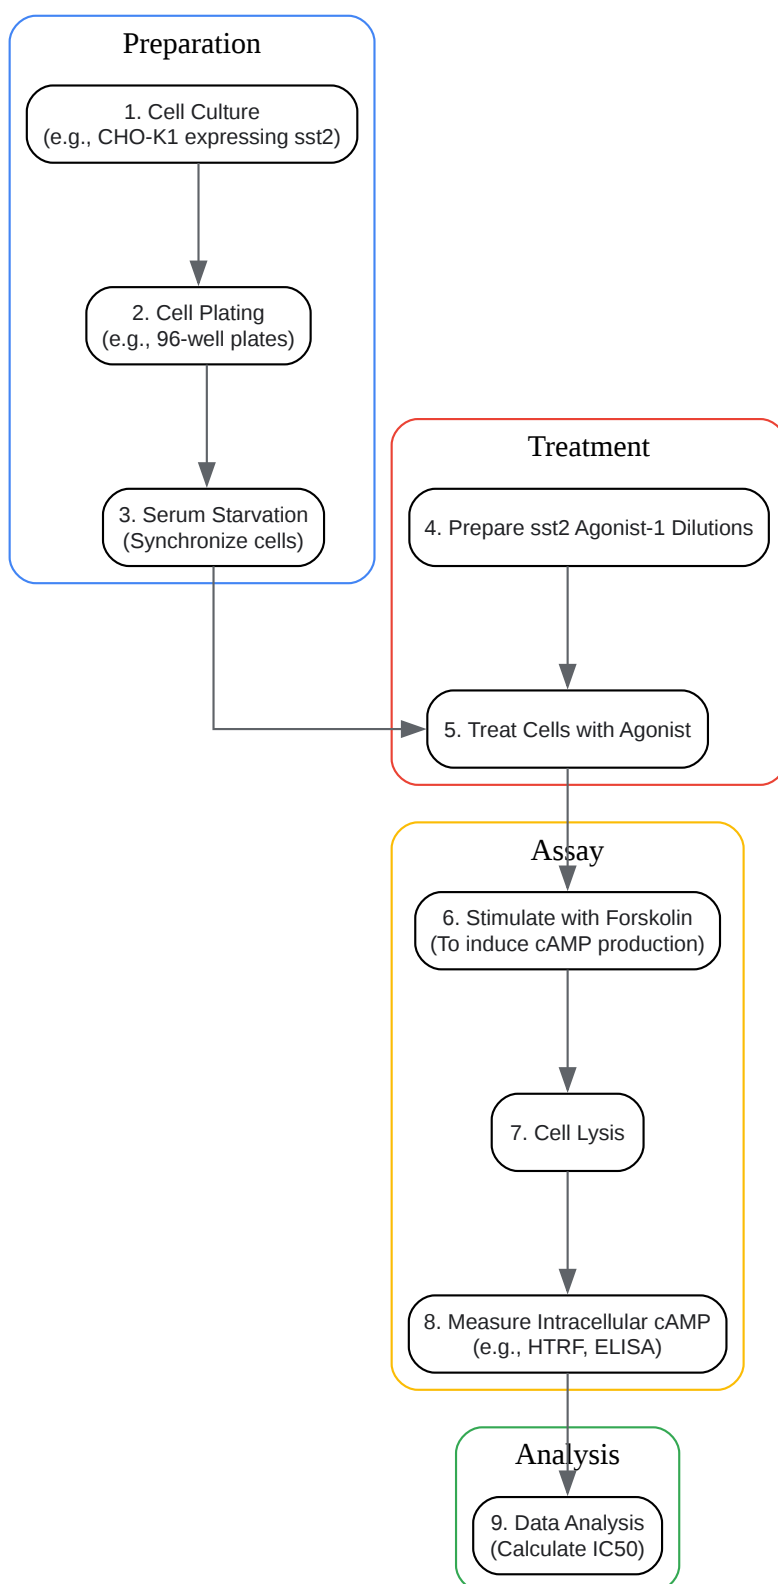 Preparation
1. Cell Culture
(e.g., CHO-K1 expressing sst2)
2. Cell Plating
(e.g., 96-well plates)
3. Serum Starvation
(Synchronize cells)
Treatment
4. Prepare sst2 Agonist-1 Dilutions
5. Treat Cells with Agonist
Assay
6. Stimulate with Forskolin
(To induce cAMP production)
7. Cell Lysis
8. Measure Intracellular cAMP
(e.g., HTRF, ELISA)
Analysis
9. Data Analysis
(Calculate IC50)